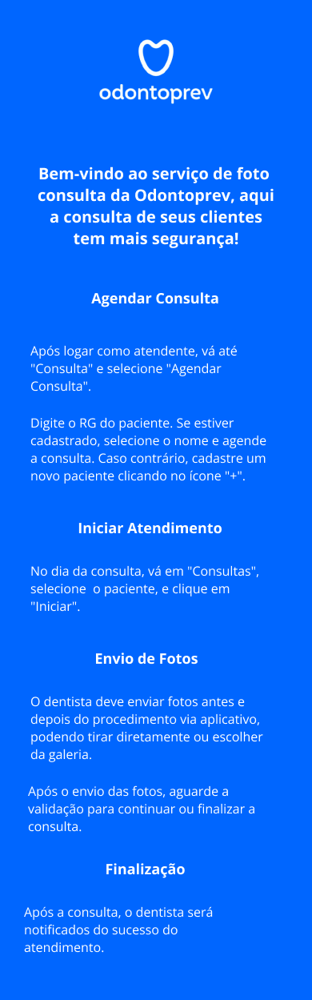 odontoprev
Bem-vindo ao serviço de foto
consulta da Odontoprev, aqui
a consulta de seus clientes
tem mais segurança!
Agendar Consulta
Após logar como atendente, vá até
"Consulta" e selecione "Agendar
Consulta".
Digite o RG do paciente. Se estiver
cadastrado, selecione o nome e agende
a consulta. Caso contrário, cadastre um
novo paciente clicando no ícone "+".
Iniciar Atendimento
No dia da consulta, vá em "Consultas",
selecione  o paciente, e clique em
"Iniciar".
Envio de Fotos
O dentista deve enviar fotos antes e
depois do procedimento via aplicativo,
podendo tirar diretamente ou escolher
da galeria.
Após o envio das fotos, aguarde a
validação para continuar ou finalizar a
consulta.
Finalização
Após a consulta, o dentista será
notificados do sucesso do
atendimento.